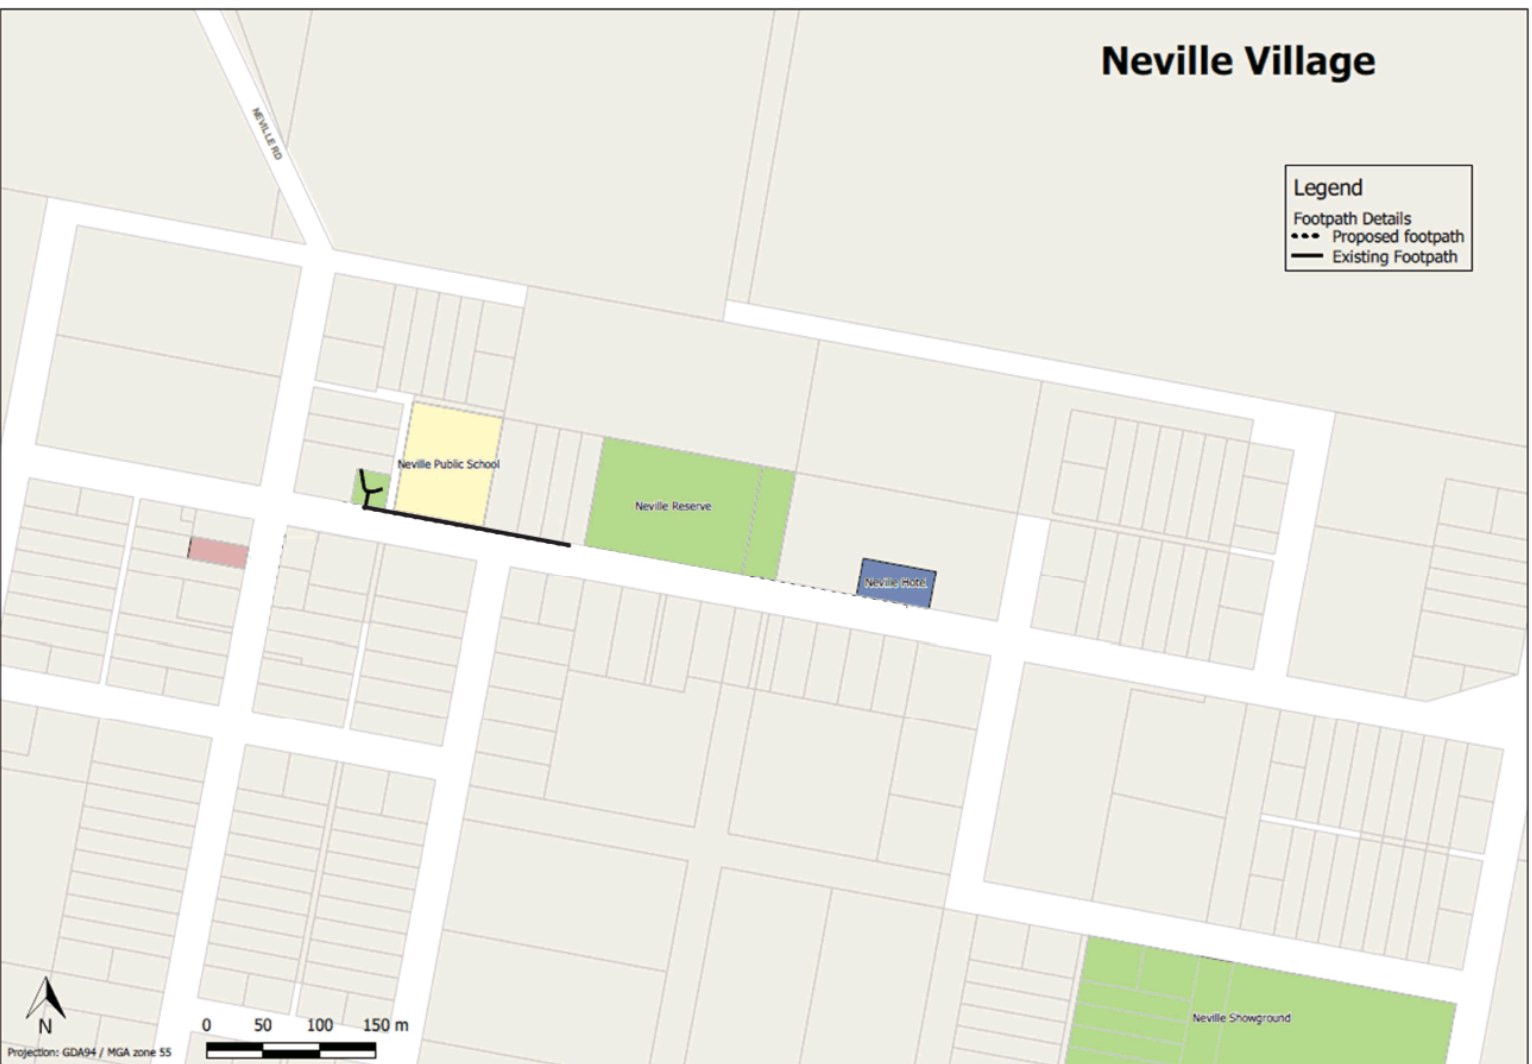 Neville Village
NEVILLE RD
Legend
Footpath Details
Proposed footpath
Existing Footpath
Neville Public School
Neville Reserve
Neville Hotel
Neville Showground
N
0 50 100 150 m
Projection: GDA94 / MGA zone 55